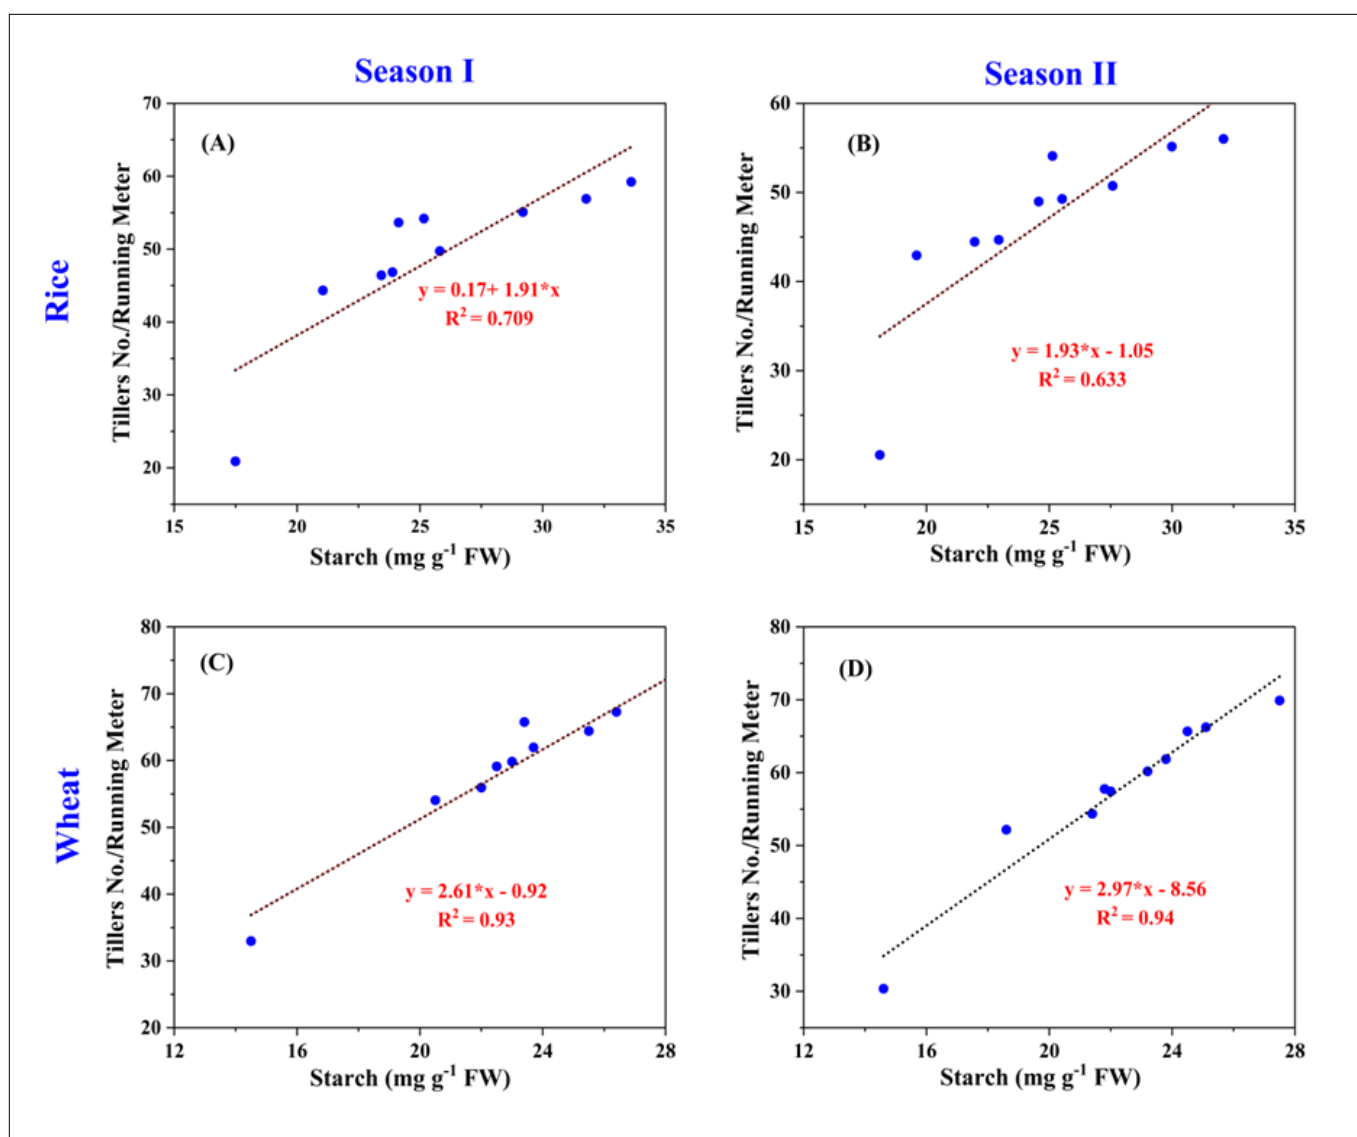 Season I
Season II
Rice
Wheat
(A)
Tillers No./Running Meter
70
60
50
40
30
20
y = 0.17+ 1.91*x
R² = 0.709
15 20 25 30 35
Starch (mg g⁻¹ FW)
(B)
Tillers No./Running Meter
60
50
40
30
20
y = 1.93*x - 1.05
R² = 0.633
15 20 25 30 35
Starch (mg g⁻¹ FW)
(C)
Tillers No./Running Meter
80
70
60
50
40
30
20
y = 2.61*x - 0.92
R² = 0.93
12 16 20 24 28
Starch (mg g⁻¹ FW)
(D)
Tillers No./Running Meter
80
70
60
50
40
30
y = 2.97*x - 8.56
R² = 0.94
12 16 20 24 28
Starch (mg g⁻¹ FW)